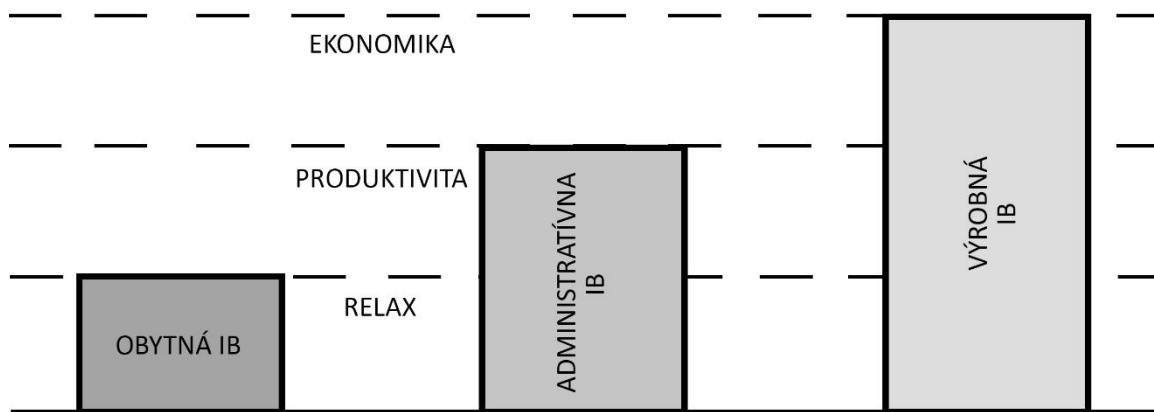 EKONOMIKA
PRODUKTIVITA
RELAX
OBYTNÁ IB
ADMINISTRATÍVNA
IB
VÝROBNÁ
IB